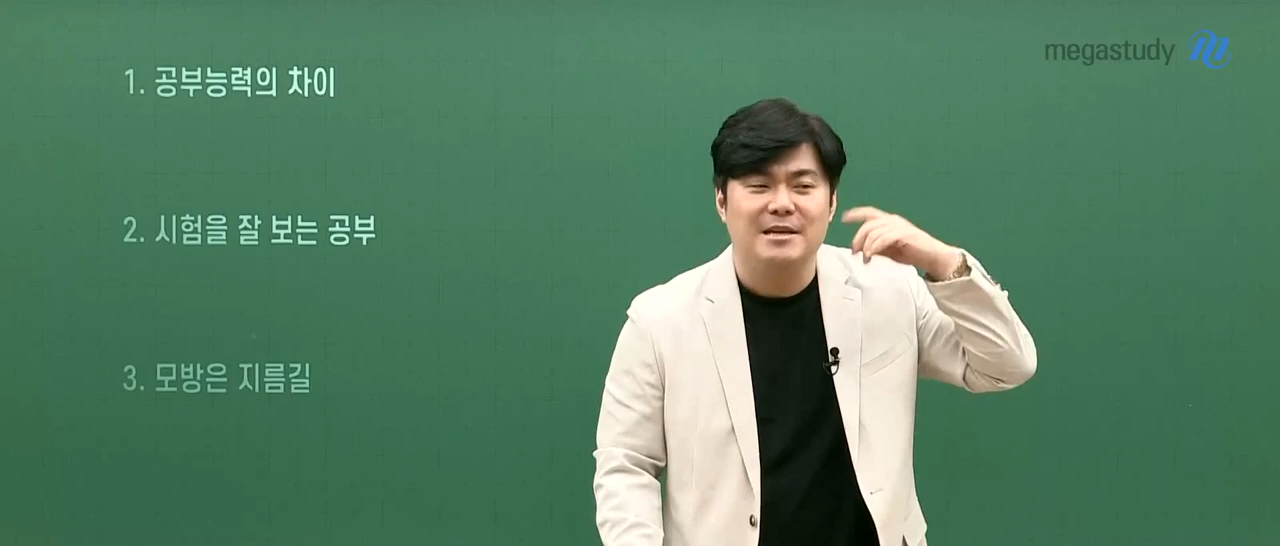 megastudy
1. 공부능력의 차이
2. 시험을 잘 보는 공부
3. 모방은 지름길